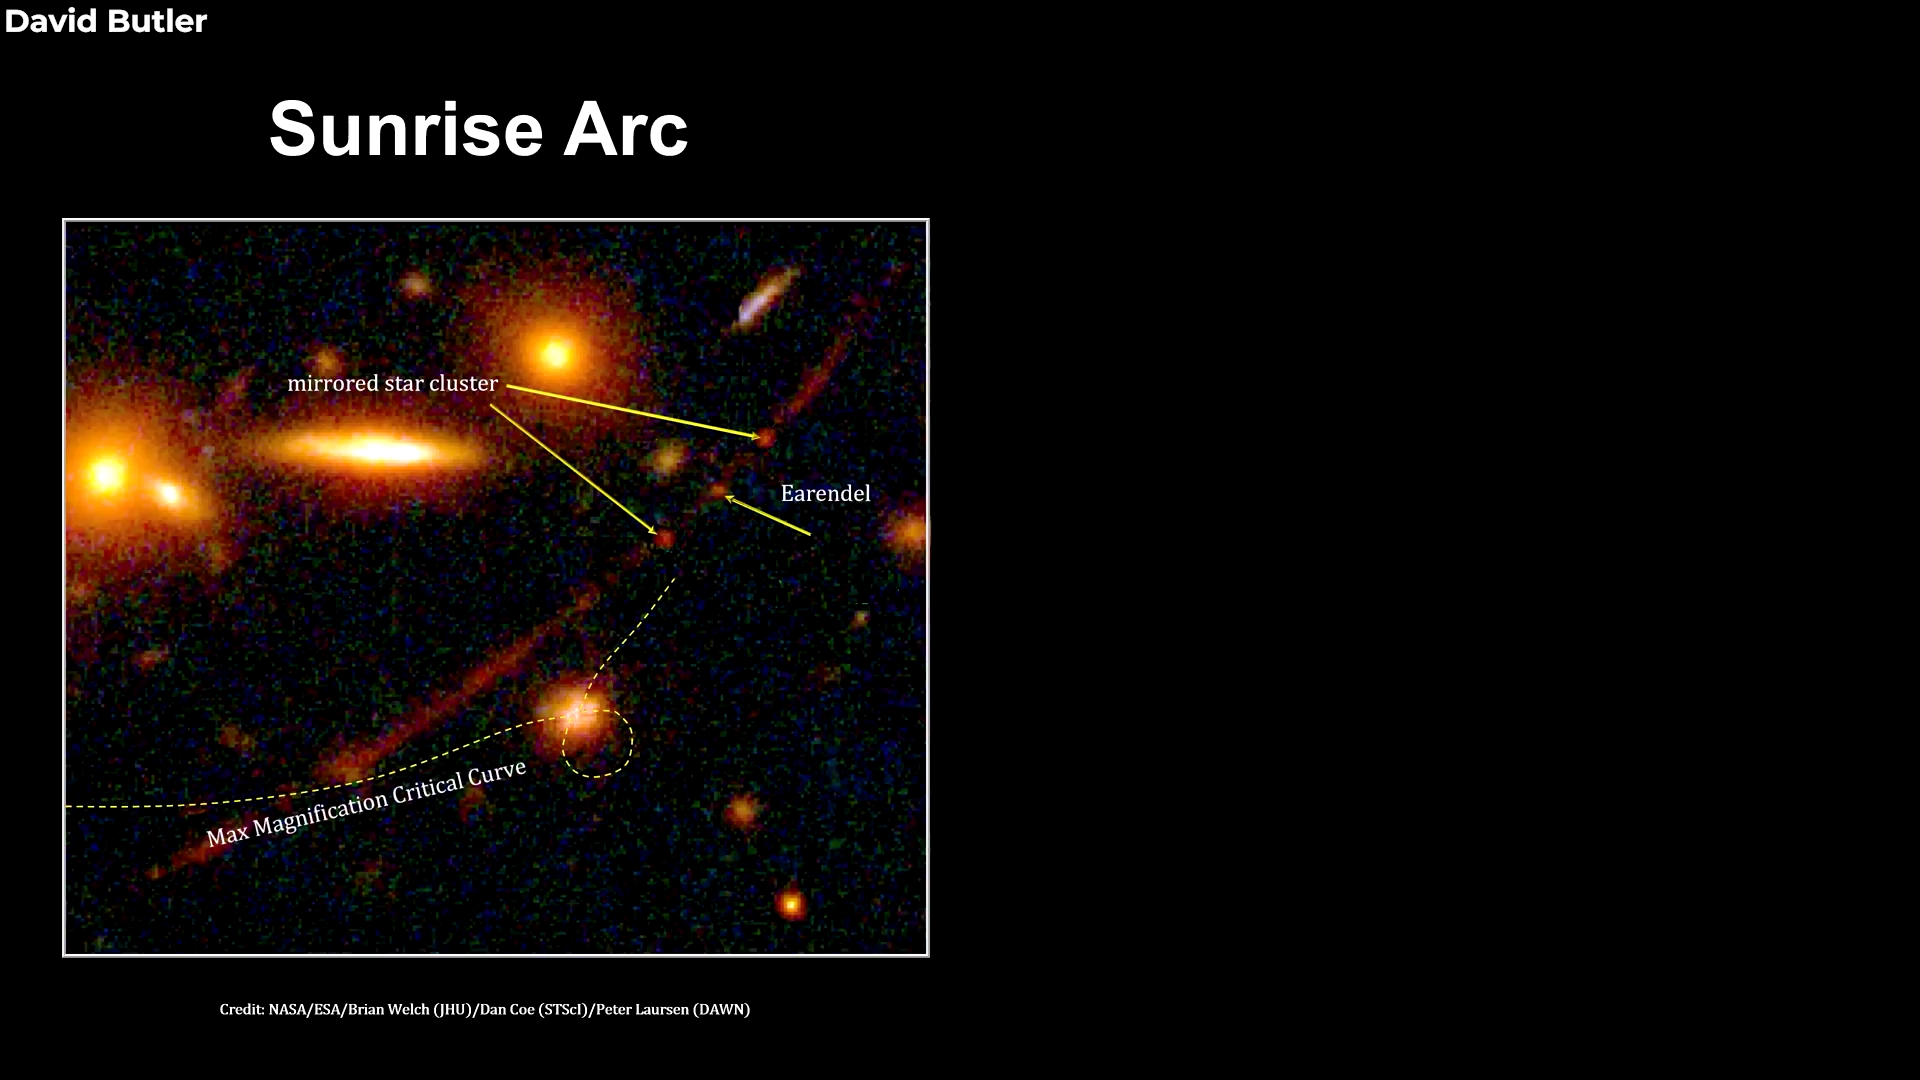 David Butler
Sunrise Arc
mirrored star cluster
Earendel
Max Magnification Critical Curve
Credit: NASA/ESA/Brian Welch (JHU)/Dan Coe (STScI)/Peter Laursen (DAWN)